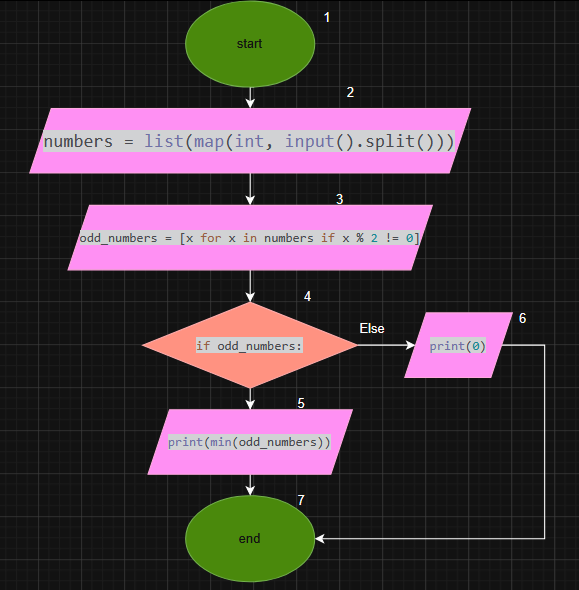 1
start
2
numbers = list(map(int, input().split()))
3
odd_numbers = [x for x in numbers if x % 2 != 0]
4
if odd_numbers:
Else
6
print(0)
5
print(min(odd_numbers))
7
end